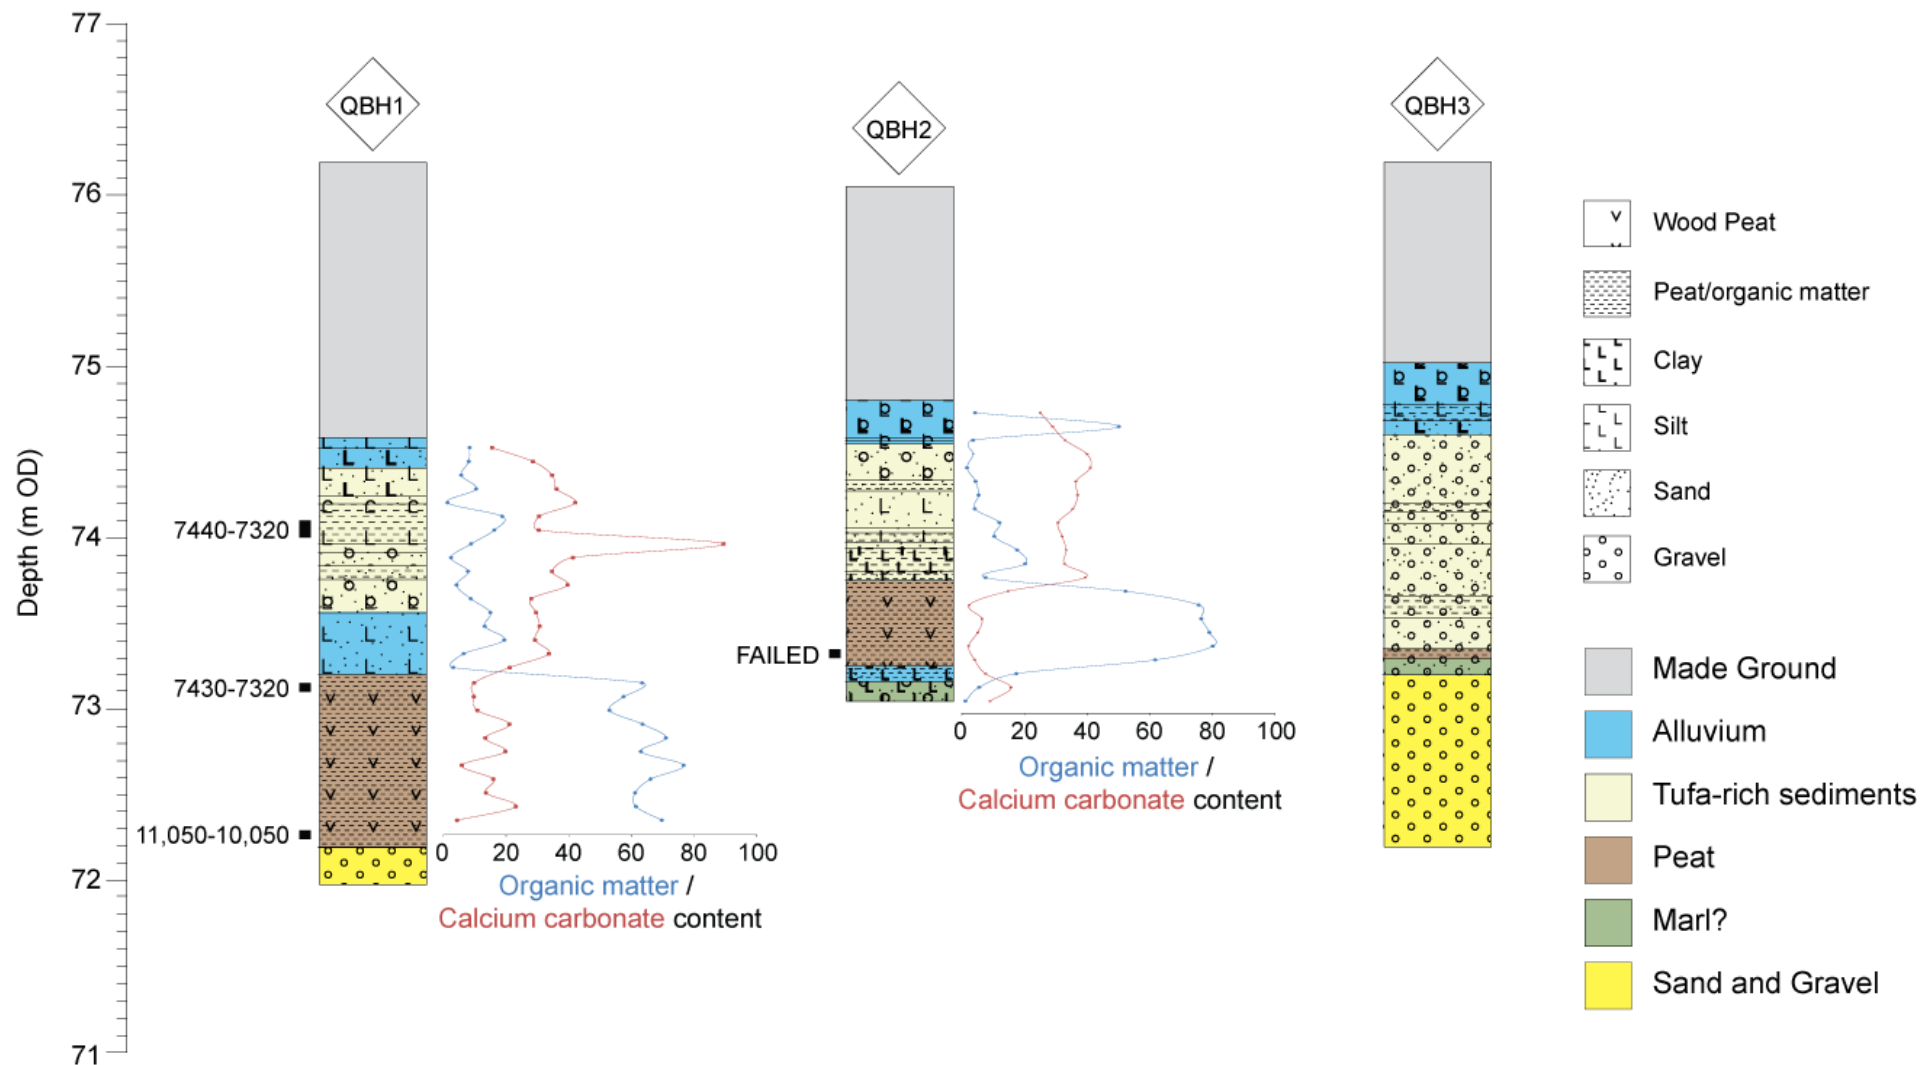 77
76
75
74
73
72
71
Depth (m OD)
QBH1
QBH2
QBH3
7440-7320
7430-7320
11,050-10,050
FAILED
0 20 40 60 80 100
Organic matter /
Calcium carbonate content
0 20 40 60 80 100
Organic matter /
Calcium carbonate content
Wood Peat
Peat/organic matter
Clay
Silt
Sand
Gravel
Made Ground
Alluvium
Tufa-rich sediments
Peat
Marl?
Sand and Gravel